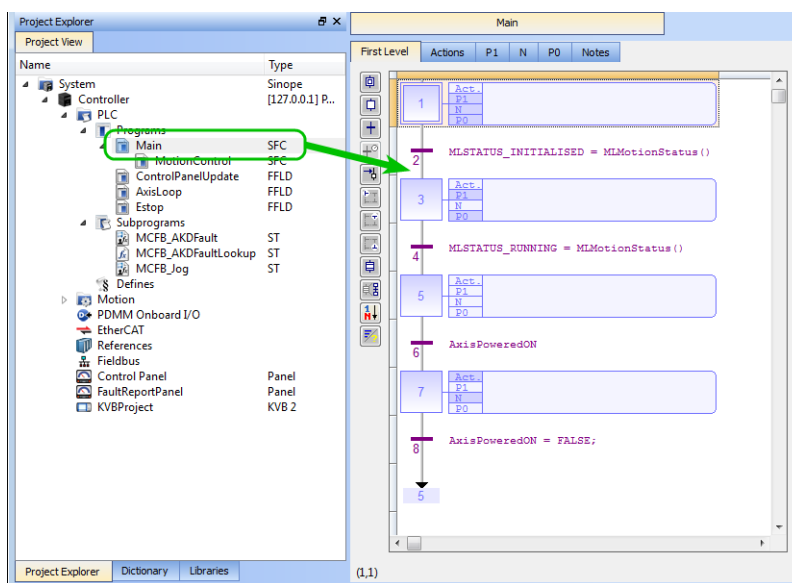 Project Explorer
Project View
Name Type
System Sinope
Controller [127.0.0.1] P...
PLC
Programs
Main SFC
MotionControl SFC
ControlPanelUpdate FFLD
AxisLoop FFLD
Estop FFLD
Subprograms
MCFB_AKDFault ST
MCFB_AKDFaultLookup ST
MCFB_Jog ST
Defines
Motion
PDMM Onboard I/O
EtherCAT
References
Fieldbus
Control Panel Panel
FaultReportPanel Panel
KVBProject KVB 2
Project Explorer Dictionary Libraries
Main
First Level Actions P1 N P0 Notes
Act.
1 P1
N
P0
2 MLSTATUS_INITIALISED = MLMotionStatus()
Act.
3 P1
N
P0
4 MLSTATUS_RUNNING = MLMotionStatus()
Act.
5 P1
N
P0
6 AxisPoweredON
Act.
7 P1
N
P0
8 AxisPoweredON = FALSE;
5
(1,1)